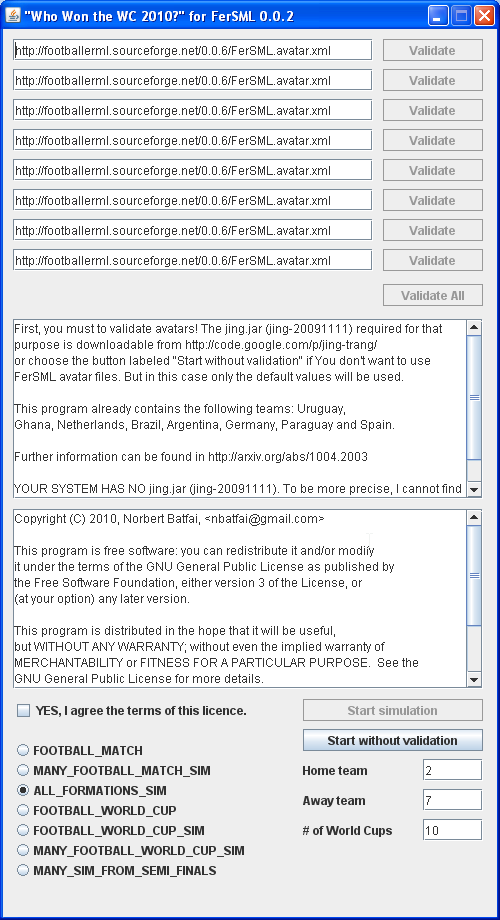 "Who Won the WC 2010?" for FerSML 0.0.2
http://footballerml.sourceforge.net/0.0.6/FerSML.avatar.xml Validate
http://footballerml.sourceforge.net/0.0.6/FerSML.avatar.xml Validate
http://footballerml.sourceforge.net/0.0.6/FerSML.avatar.xml Validate
http://footballerml.sourceforge.net/0.0.6/FerSML.avatar.xml Validate
http://footballerml.sourceforge.net/0.0.6/FerSML.avatar.xml Validate
http://footballerml.sourceforge.net/0.0.6/FerSML.avatar.xml Validate
http://footballerml.sourceforge.net/0.0.6/FerSML.avatar.xml Validate
http://footballerml.sourceforge.net/0.0.6/FerSML.avatar.xml Validate
Validate All
First, you must to validate avatars! The jing.jar (jing-20091111) required for that
purpose is downloadable from http://code.google.com/p/jing-trang/
or choose the button labeled "Start without validation" if You don't want to use
FerSML avatar files. But in this case only the default values will be used.
This program already contains the following teams: Uruguay,
Ghana, Netherlands, Brazil, Argentina, Germany, Paraguay and Spain.
Further information can be found in http://arxiv.org/abs/1004.2003
YOUR SYSTEM HAS NO jing.jar (jing-20091111). To be more precise, I cannot find
Copyright (C) 2010, Norbert Batfai, <nbatfai@gmail.com>
This program is free software: you can redistribute it and/or modify
it under the terms of the GNU General Public License as published by
the Free Software Foundation, either version 3 of the License, or
(at your option) any later version.
This program is distributed in the hope that it will be useful,
but WITHOUT ANY WARRANTY; without even the implied warranty of
MERCHANTABILITY or FITNESS FOR A PARTICULAR PURPOSE.  See the
GNU General Public License for more details.
YES, I agree the terms of this licence.
Start simulation
Start without validation
FOOTBALL_MATCH
MANY_FOOTBALL_MATCH_SIM
ALL_FORMATIONS_SIM
FOOTBALL_WORLD_CUP
FOOTBALL_WORLD_CUP_SIM
MANY_FOOTBALL_WORLD_CUP_SIM
MANY_SIM_FROM_SEMI_FINALS
Home team 2
Away team 7
# of World Cups 10